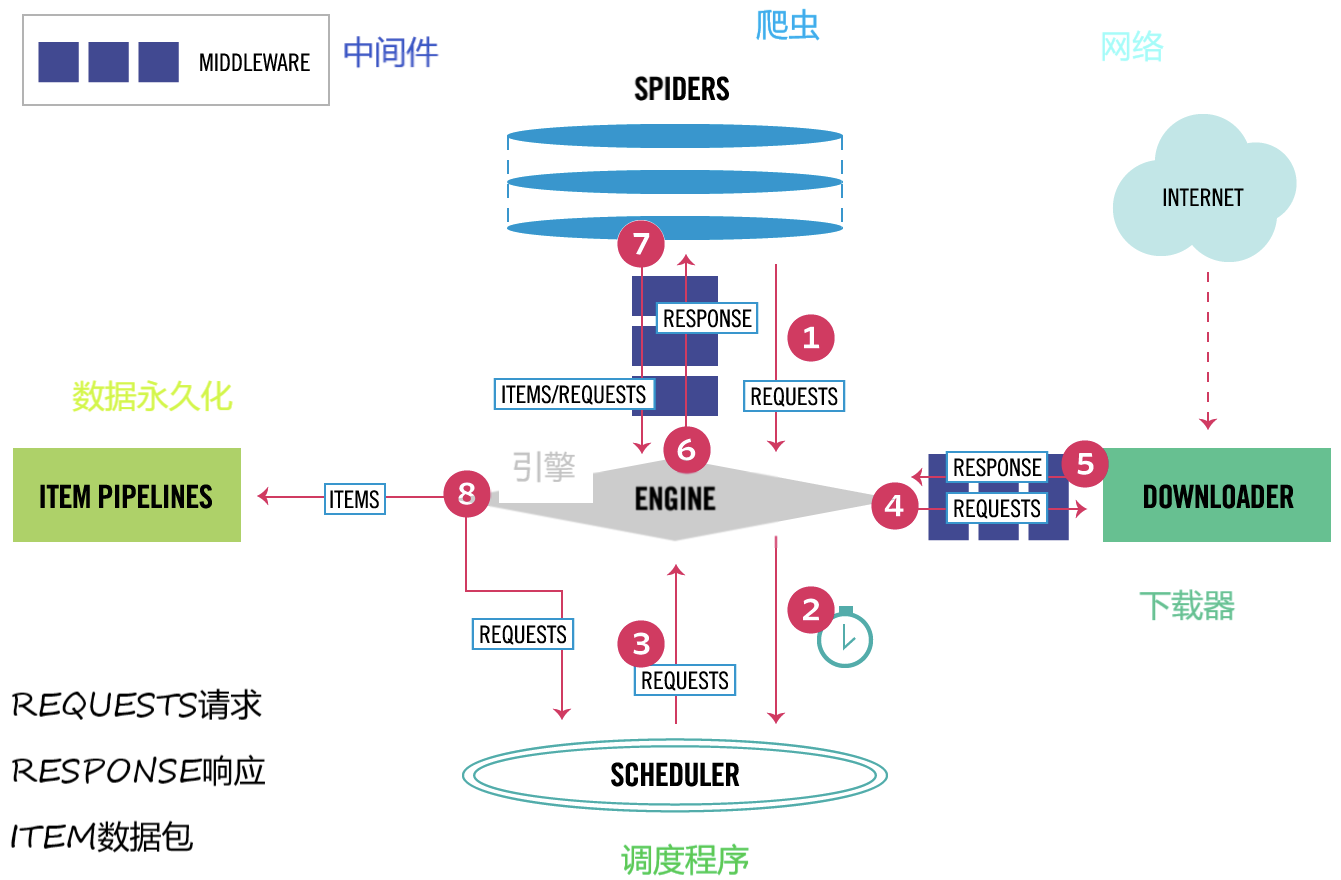 MIDDLEWARE
中间件
爬虫
网络
SPIDERS
INTERNET
7
RESPONSE
1
ITEMS/REQUESTS
REQUESTS
数据永久化
引擎
6
ITEM PIPELINES
ITEMS
8
ENGINE
4
RESPONSE
5
REQUESTS
DOWNLOADER
下载器
2
REQUESTS
3
REQUESTS
REQUESTS请求
RESPONSE响应
ITEM数据包
SCHEDULER
调度程序